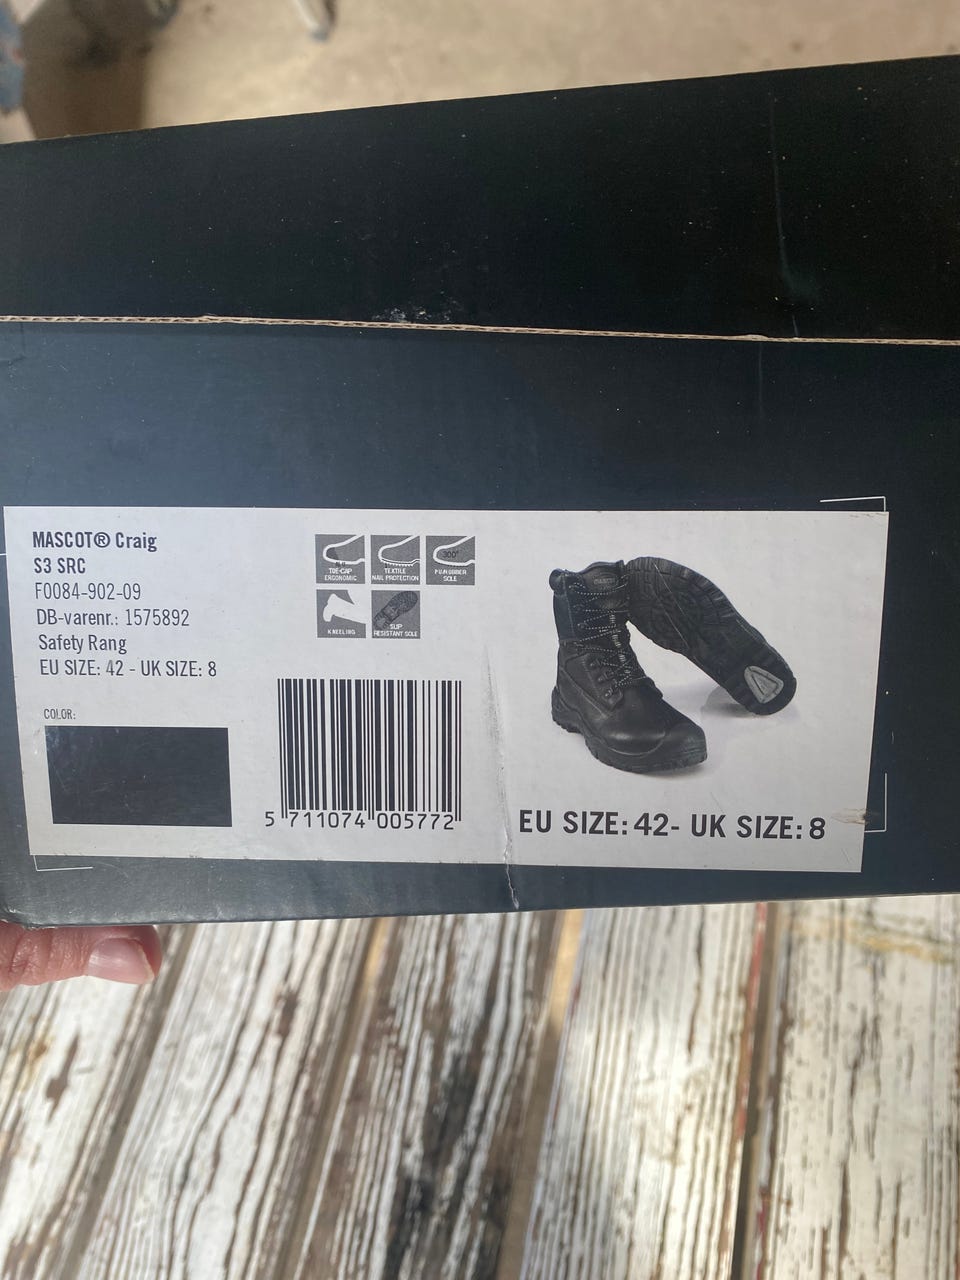 MASCOT® Craig
S3 SRC
F0084-902-09
DB-varenr.: 1575892
Safety Rang
EU SIZE: 42 - UK SIZE: 8
COLOR:
TOE-CAP
ERGONOMIC
TEXTILE
NAIL PROTECTION
300°
SOLE
KNEELING
SLIP
RESISTANT SOLE
5 711074 005772
MASCOT
EU SIZE: 42- UK SIZE: 8